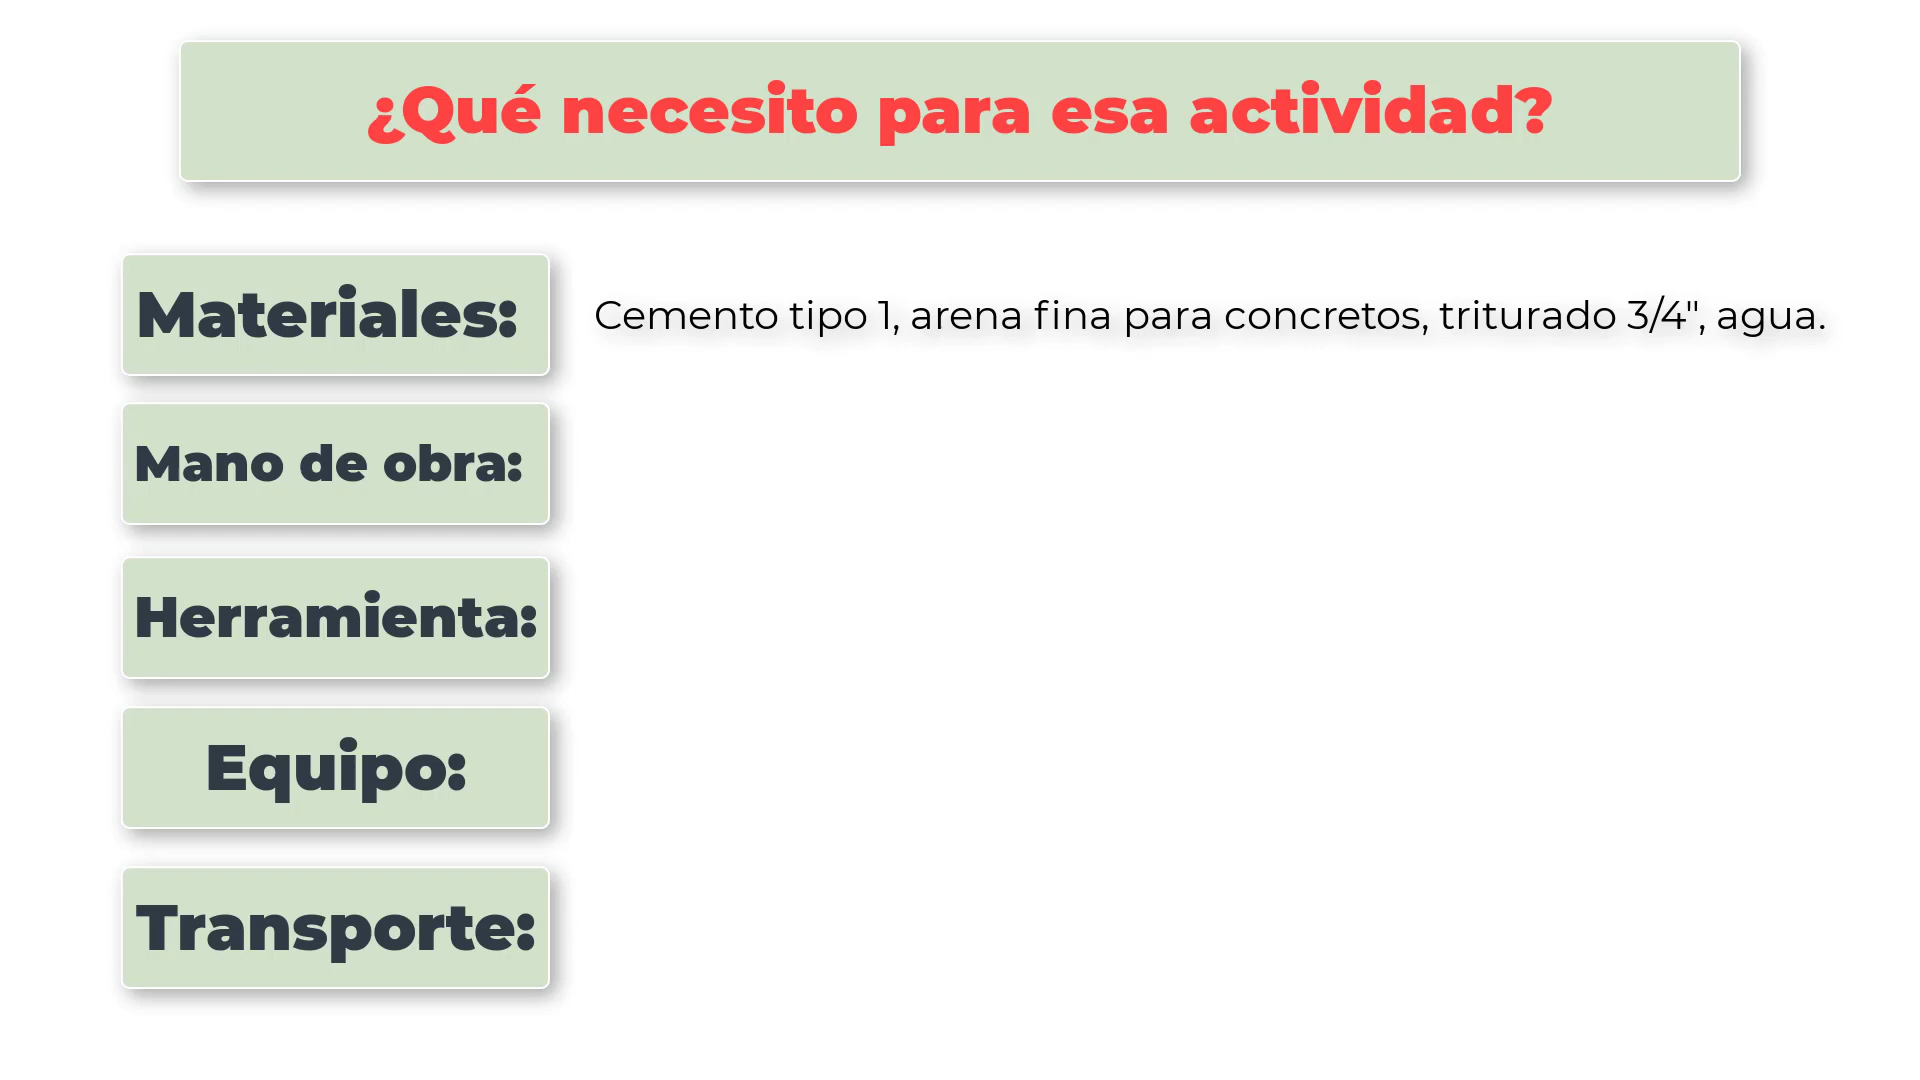 ¿Qué necesito para esa actividad?
Materiales:
Cemento tipo 1, arena fina para concretos, triturado 3/4", agua.
Mano de obra:
Herramienta:
Equipo:
Transporte: